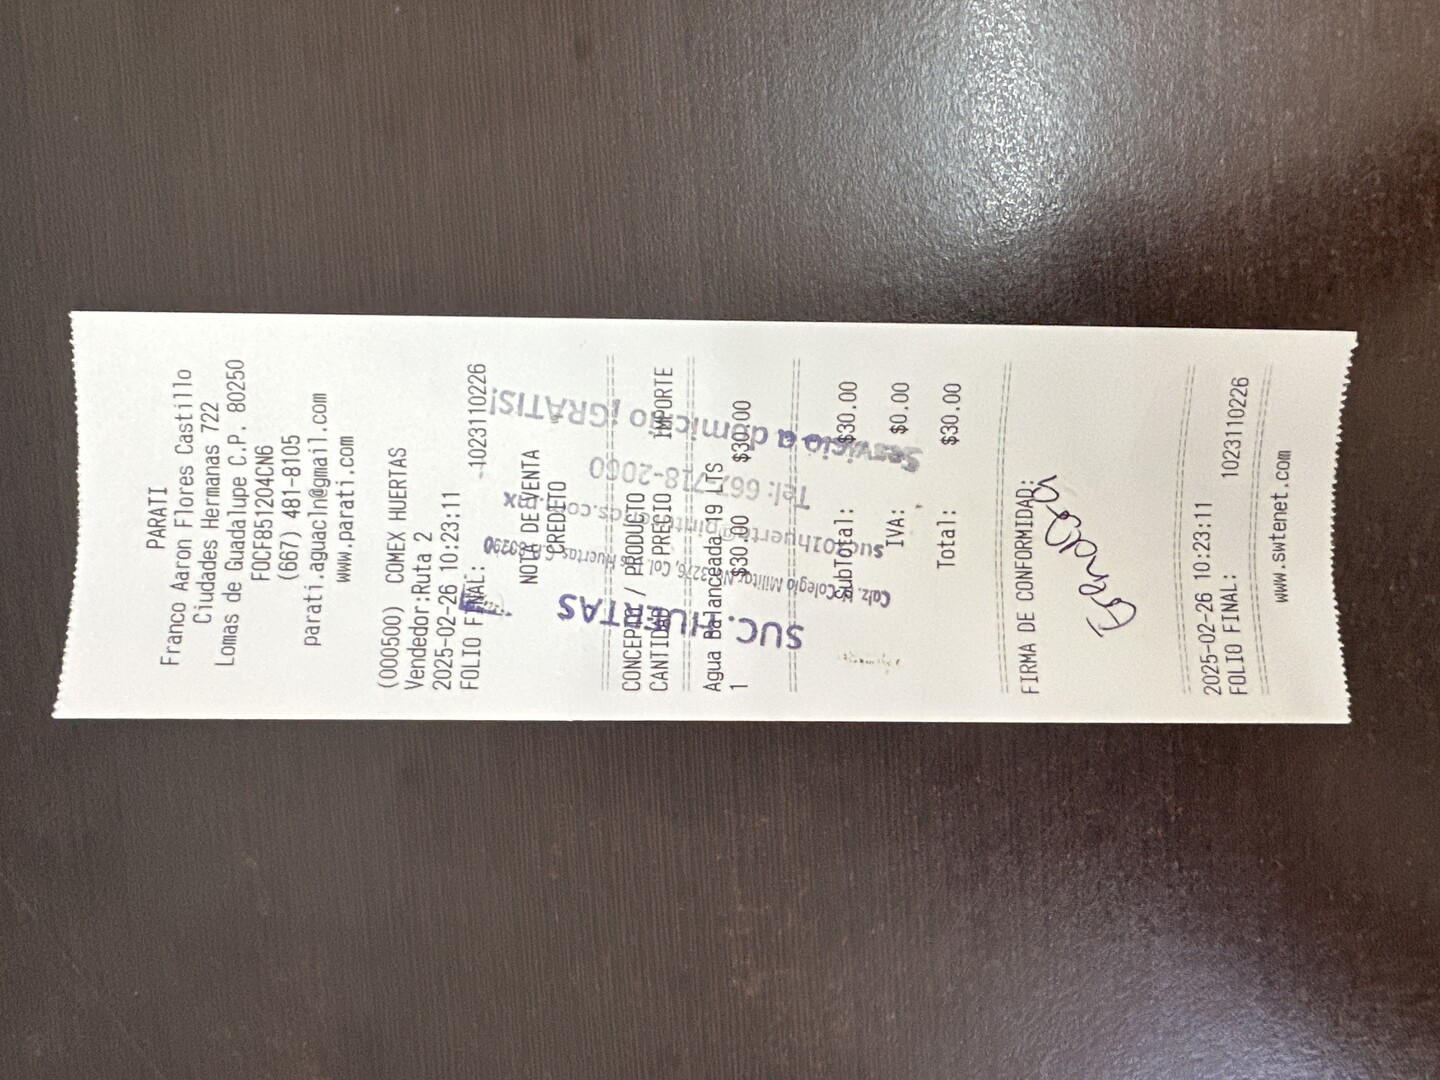 PARATI
Franco Aaron Flores Castillo
Ciudades Hermanas 722
Lomas de Guadalupe C.P. 80250
FOCF851204CN6
(667) 481-8105
parati.aguacln@gmail.com
www.parati.com
(000500) COMEX HUERTAS
Vendedor:Ruta 2
2025-02-26 10:23:11
FOLIO FINAL: 1023110226
NOTA DE VENTA
CREDITO
CONCEPTO / PRODUCTO
CANTIDAD PRECIO IMPORTE
Agua Balanceada 19 LTS
1 $30.00 $30.00
SubTotal: $30.00
IVA: $0.00
Total: $30.00
FIRMA DE CONFORMIDAD:
2025-02-26 10:23:11
FOLIO FINAL: 1023110226
www.swtenet.com
SUC. HUERTAS
Tel: 667-718-2060
Servicio a domicilio ¡GRATIS!